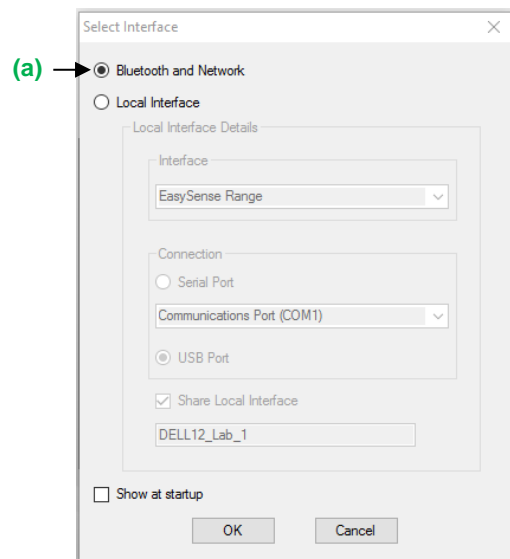 Select Interface
(a)
Bluetooth and Network
Local Interface
Local Interface Details
Interface
EasySense Range
Connection
Serial Port
Communications Port (COM1)
USB Port
Share Local Interface
DELL12_Lab_1
Show at startup
OK
Cancel